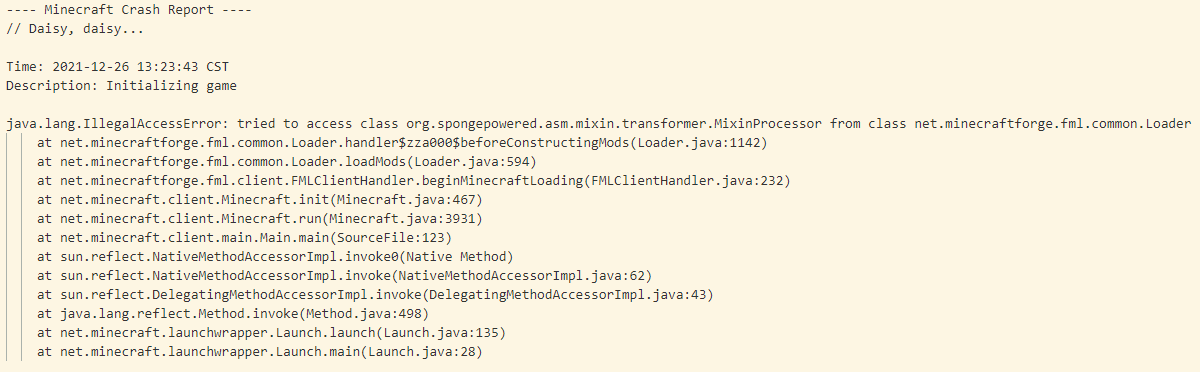 ---- Minecraft Crash Report ----
// Daisy, daisy...
Time: 2021-12-26 13:23:43 CST
Description: Initializing game
java.lang.IllegalAccessError: tried to access class org.spongepowered.asm.mixin.transformer.MixinProcessor from class net.minecraftforge.fml.common.Loader
at net.minecraftforge.fml.common.Loader.handler$zza000$beforeConstructingMods(Loader.java:1142)
at net.minecraftforge.fml.common.Loader.loadMods(Loader.java:594)
at net.minecraftforge.fml.client.FMLClientHandler.beginMinecraftLoading(FMLClientHandler.java:232)
at net.minecraft.client.Minecraft.init(Minecraft.java:467)
at net.minecraft.client.Minecraft.run(Minecraft.java:3931)
at net.minecraft.client.main.Main.main(SourceFile:123)
at sun.reflect.NativeMethodAccessorImpl.invoke0(Native Method)
at sun.reflect.NativeMethodAccessorImpl.invoke(NativeMethodAccessorImpl.java:62)
at sun.reflect.DelegatingMethodAccessorImpl.invoke(DelegatingMethodAccessorImpl.java:43)
at java.lang.reflect.Method.invoke(Method.java:498)
at net.minecraft.launchwrapper.Launch.launch(Launch.java:135)
at net.minecraft.launchwrapper.Launch.main(Launch.java:28)